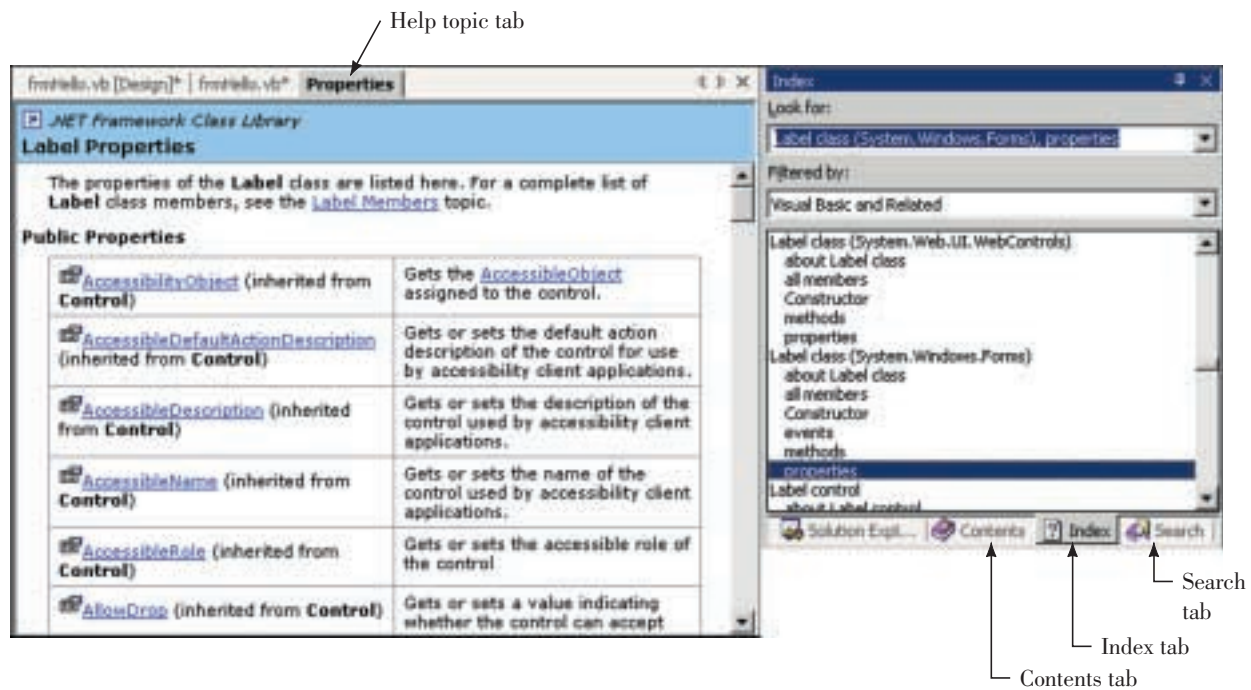 Help topic tab
frmHello.vb [Design]* | frmHello.vb* Properties
.NET Framework Class Library
Label Properties
The properties of the Label class are listed here. For a complete list of
Label class members, see the Label Members topic.
Public Properties
AccessibilityObject (inherited from
Control)
Gets the AccessibleObject
assigned to the control.
AccessibleDefaultActionDescription
(inherited from Control)
Gets or sets the default action
description of the control for use
by accessibility client applications.
AccessibleDescription (inherited
from Control)
Gets or sets the description of the
control used by accessibility client
applications.
AccessibleName (inherited from
Control)
Gets or sets the name of the
control used by accessibility client
applications.
AccessibleRole (inherited from
Control)
Gets or sets the accessible role of
the control
AllowDrop (inherited from Control)
Gets or sets a value indicating
whether the control can accept
Index
Look for:
Label class (System.Windows.Forms), properties
Filtered by:
Visual Basic and Related
Label class (System.Web.UI.WebControls)
about Label class
all members
Constructor
methods
properties
Label class (System.Windows.Forms)
about Label class
all members
Constructor
events
methods
properties
Label control
about Label control
Solution Expl... Contents Index Search
Search
tab
Index tab
Contents tab